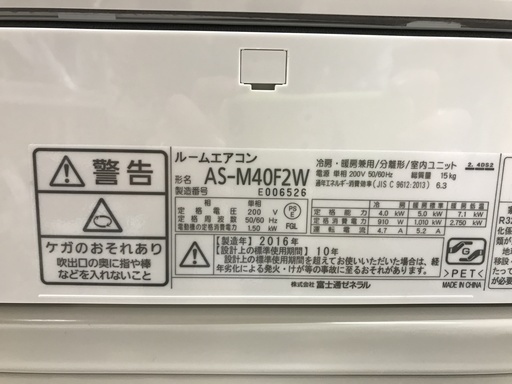 警告
ケガのおそれあり
吹出口の奥に指や棒
などを入れないこと
ルームエアコン
形名 AS-M40F2W
製造番号 E006526
冷房・暖房兼用/分離形/室内ユニット
電源 単相 200V 50/60Hz 総質量 15kg
通年エネルギー消費効率(JIS C 9612:2013) 6.3
相 単相
定格電圧 200 V
定格周波数 50/60 Hz
電動機の定格消費電力 1.50 kW
PS
E
FGL
冷房 暖房 暖房低温
定格能力 4.0 kW 5.0 kW 7.1 kW
定格消費電力 910 W 1,010 kW 2,750 kW
運転電流 4.7 A 5.2 A
【製造年】2016年
【設計上の標準使用期間】10年
設計上の標準使用期間を超えてお使いいただいた場合は、
経年劣化による発火・けが等の事故に至るおそれがあります。
株式会社 富士通ゼネラル
G
>PET<
MADE IN CHINA
R32